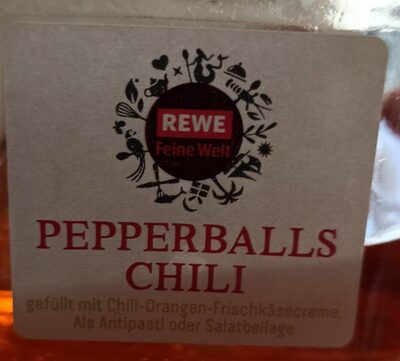 REWE
Feine Welt
PEPPERBALLS
CHILI
gefüllt mit Chili-Orangen-Frischkäsecreme.
Als Antipasti oder Salatbeilage